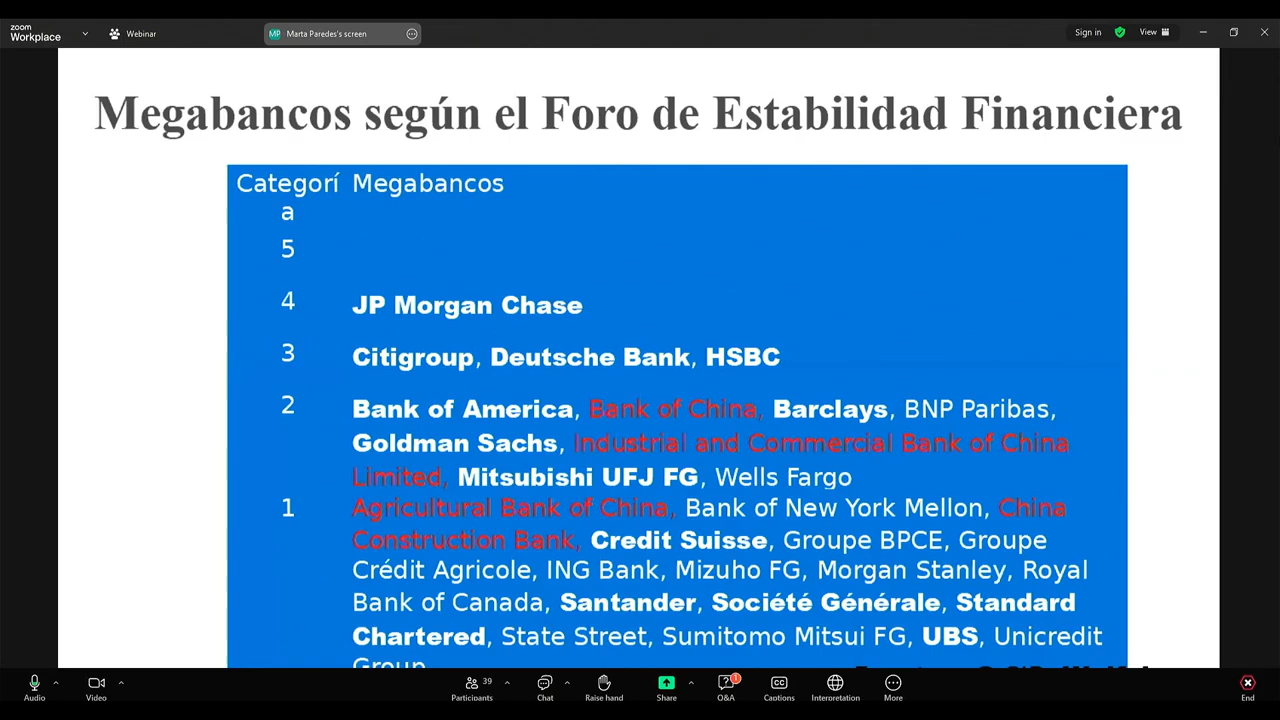 zoom
Workplace
Webinar
MP Marta Paredes's screen
Sign in
View
Megabancos según el Foro de Estabilidad Financiera
Categorí Megabancos
a
5
4 JP Morgan Chase
3 Citigroup, Deutsche Bank, HSBC
2 Bank of America, Bank of China, Barclays, BNP Paribas,
Goldman Sachs, Industrial and Commercial Bank of China
Limited, Mitsubishi UFJ FG, Wells Fargo
1 Agricultural Bank of China, Bank of New York Mellon, China
Construction Bank, Credit Suisse, Groupe BPCE, Groupe
Crédit Agricole, ING Bank, Mizuho FG, Morgan Stanley, Royal
Bank of Canada, Santander, Société Générale, Standard
Chartered, State Street, Sumitomo Mitsui FG, UBS, Unicredit
Group
39
1
Audio
Video
Participants
Chat
Raise hand
Share
Q&A
Captions
Interpretation
More
End